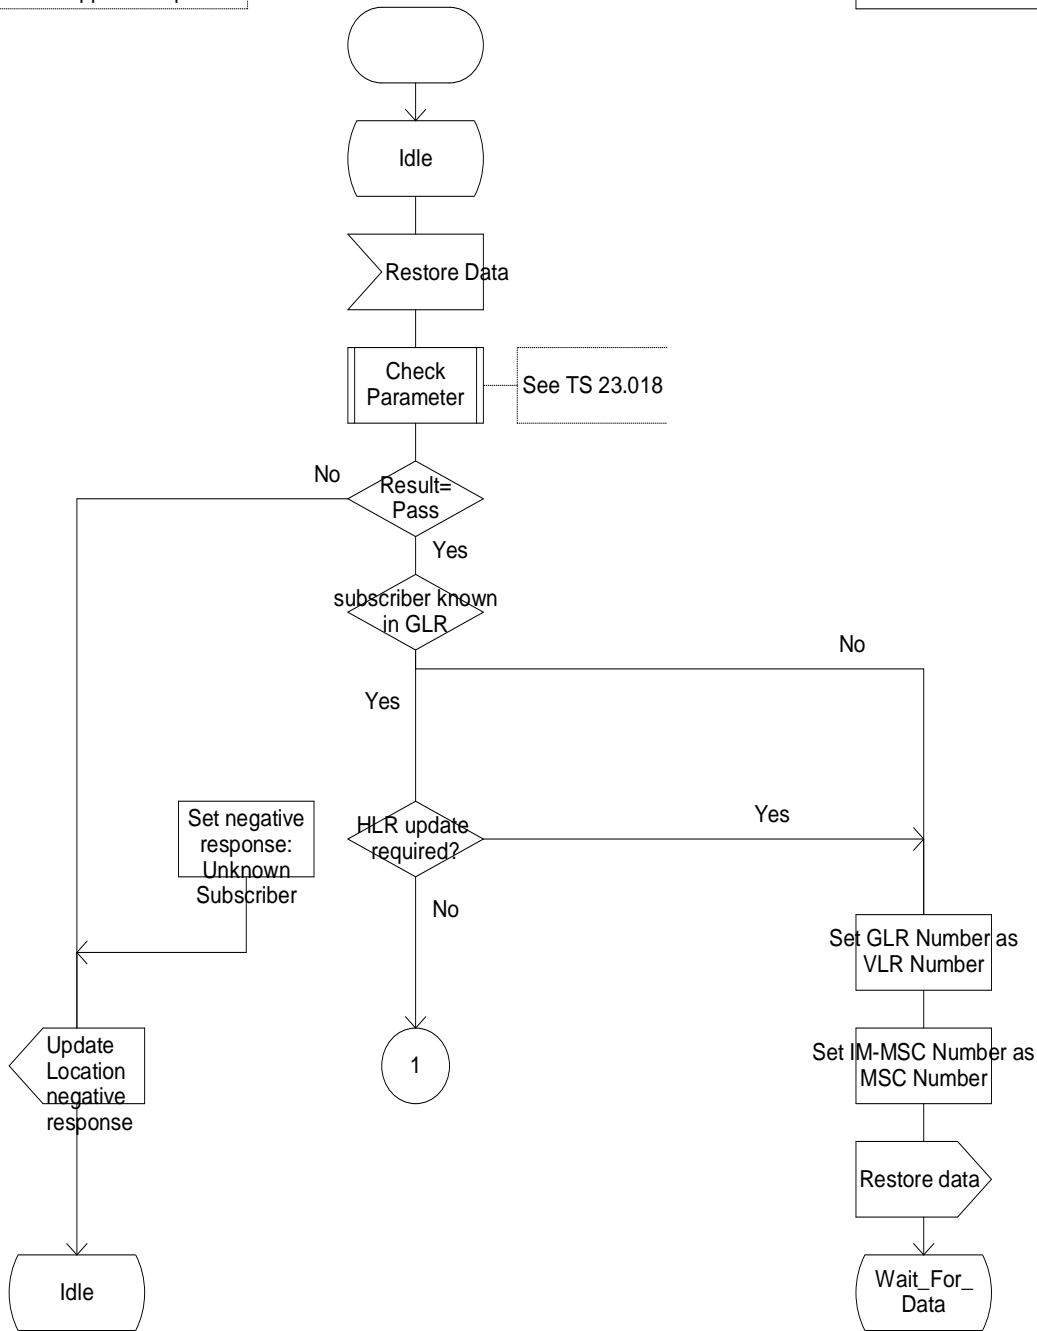 Idle
Restore Data
Check
Parameter
See TS 23.018
No
Result=
Pass
Yes
subscriber known
in GLR
No
Yes
Set negative
response:
Unknown
Subscriber
HLR update
required?
Yes
No
Set GLR Number as
VLR Number
Update
Location
negative
response
1
Set IM-MSC Number as
MSC Number
Restore data
Idle
Wait_For_
Data